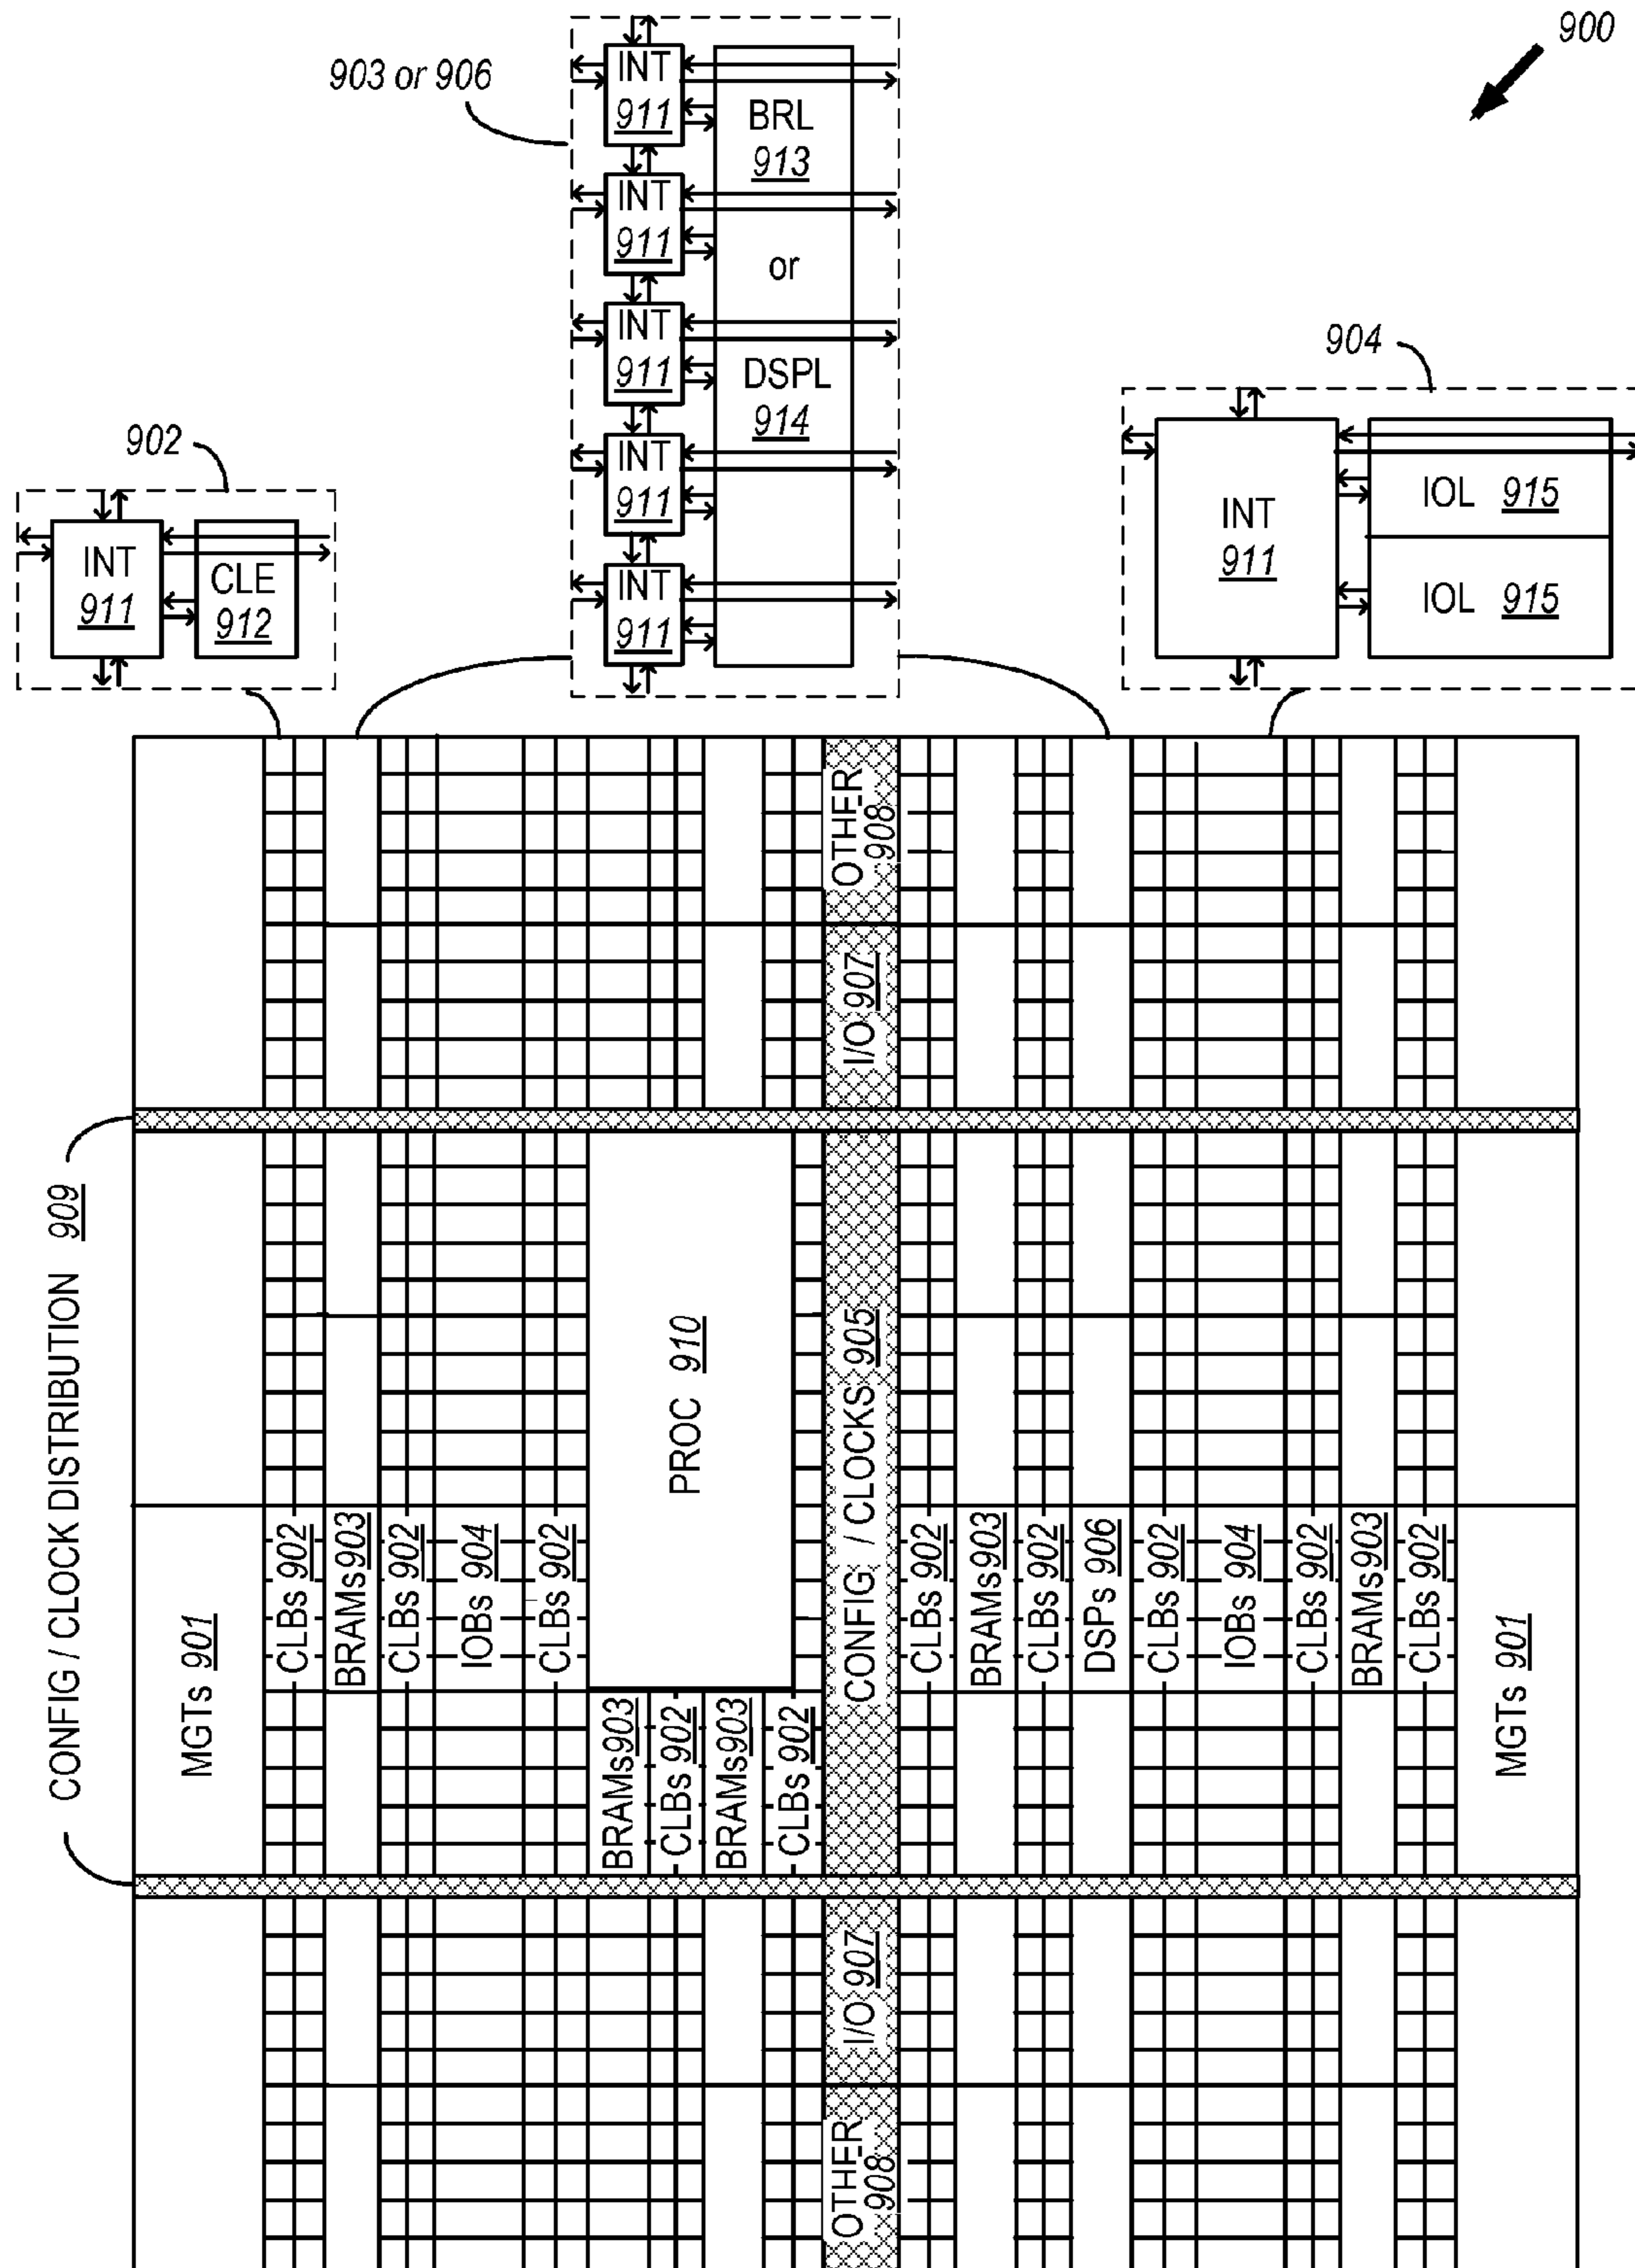 900
903 or 906
INT
911
INT
911
INT
911
INT
911
INT
911
BRL
913
or
DSPL
914
904
INT
911
IOL 915
IOL 915
902
INT
911
CLE
912
OTHER
908
I/O 907
CONFIG / CLOCK DISTRIBUTION 909
PROC 910
CONFIG / CLOCKS 905
MGTs 901
CLBs 902
BRAMs 903
CLBs 902
IOBs 904
CLBs 902
BRAMs 903
CLBs 902
BRAMs 903
CLBs 902
CLBs 902
BRAMs 903
CLBs 902
DSPs 906
CLBs 902
IOBs 904
CLBs 902
BRAMs 903
CLBs 902
MGTs 901
I/O 907
OTHER
908